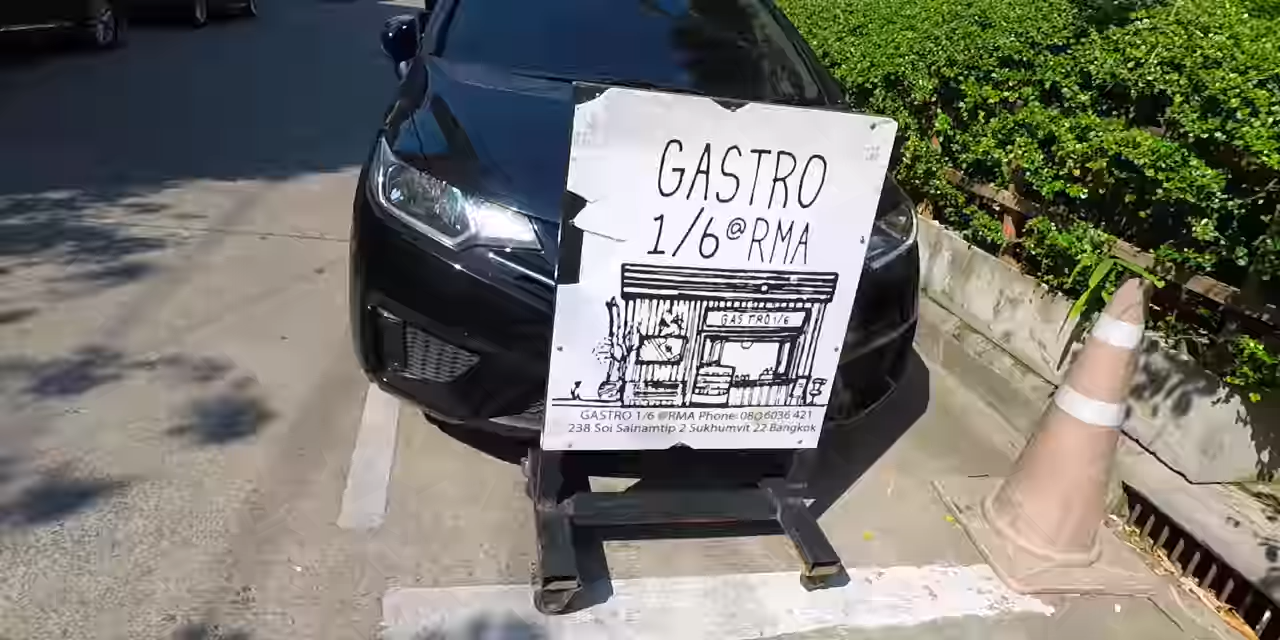 GASTRO
1/6@RMA
GASTRO 1/6
GASTRO 1/6 @RMA Phone: 080 6036 421
238 Soi Sainamtip 2 Sukhumvit 22 Bangkok